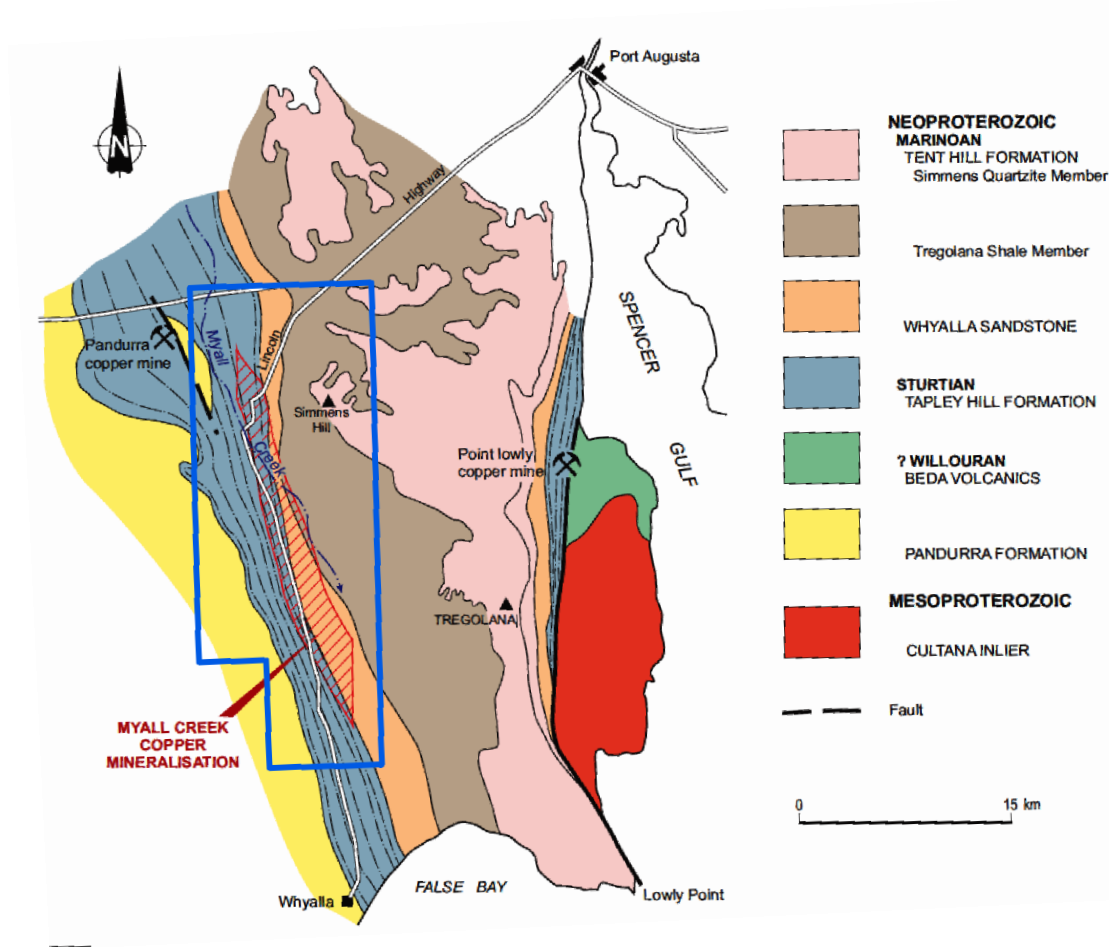 Port Augusta
N
Highway
SPENCER
GULF
Myall
Lincoln
Pandurra
copper mine
Simmens
Hill
Creek
Point lowly
copper mine
TREGOLANA
MYALL CREEK
COPPER
MINERALISATION
Whyalla
FALSE BAY
Lowly Point
NEOPROTEROZOIC
MARINOAN
TENT HILL FORMATION
Simmens Quartzite Member
Tregolana Shale Member
WHYALLA SANDSTONE
STURTIAN
TAPLEY HILL FORMATION
? WILLOURAN
BEDA VOLCANICS
PANDURRA FORMATION
MESOPROTEROZOIC
CULTANA INLIER
Fault
0 15 km